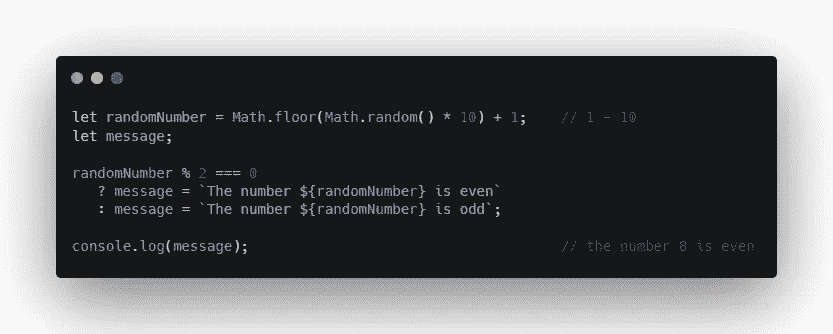 let randomNumber = Math.floor(Math.random() * 10) + 1;    // 1 - 10
let message;
randomNumber % 2 === 0
   ? message = `The number ${randomNumber} is even`
   : message = `The number ${randomNumber} is odd`;
console.log(message);                                     // the number 8 is even